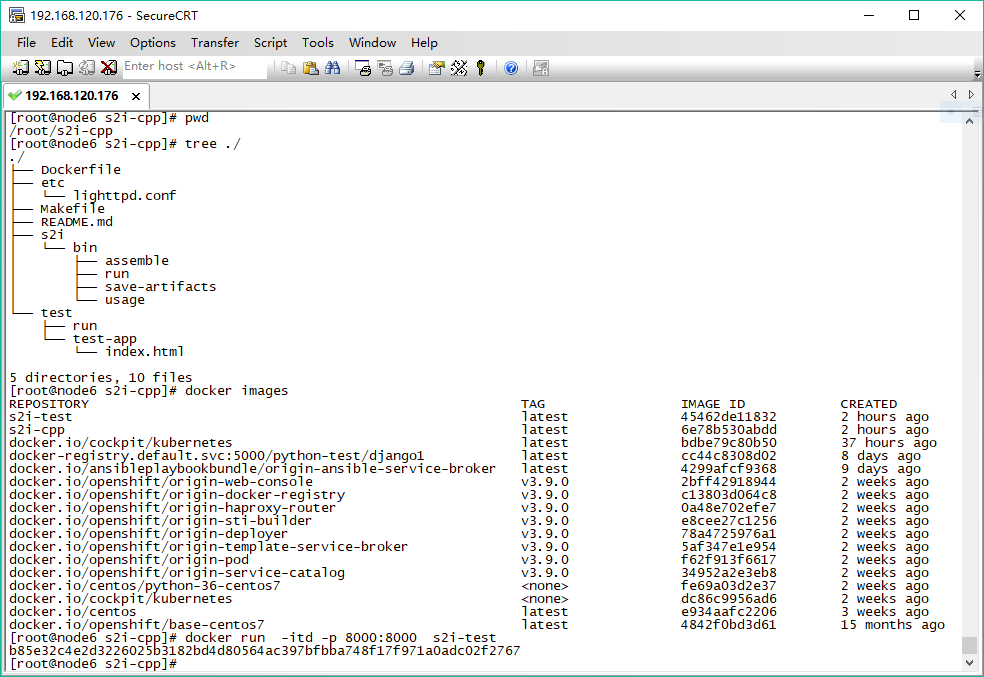 192.168.120.176 - SecureCRT
File Edit View Options Transfer Script Tools Window Help
Enter host <Alt+R>
192.168.120.176
[root@node6 s2i-cpp]# pwd
/root/s2i-cpp
[root@node6 s2i-cpp]# tree ./
./
├── Dockerfile
├── etc
│   └── lighttpd.conf
├── Makefile
├── README.md
├── s2i
│   └── bin
│       ├── assemble
│       ├── run
│       ├── save-artifacts
│       └── usage
└── test
    ├── run
    └── test-app
        └── index.html
5 directories, 10 files
[root@node6 s2i-cpp]# docker images
REPOSITORY TAG IMAGE ID CREATED
s2i-test latest 45462de11832 2 hours ago
s2i-cpp latest 6e78b530abdd 2 hours ago
docker.io/cockpit/kubernetes latest bdbe79c80b50 37 hours ago
docker-registry.default.svc:5000/python-test/django1 latest cc44c8308d02 8 days ago
docker.io/ansibleplaybookbundle/origin-ansible-service-broker latest 4299afcf9368 9 days ago
docker.io/openshift/origin-web-console v3.9.0 2bff42918944 2 weeks ago
docker.io/openshift/origin-docker-registry v3.9.0 c13803d064c8 2 weeks ago
docker.io/openshift/origin-haproxy-router v3.9.0 0a48e702efe7 2 weeks ago
docker.io/openshift/origin-sti-builder v3.9.0 e8cee27c1256 2 weeks ago
docker.io/openshift/origin-deployer v3.9.0 78a4725976a1 2 weeks ago
docker.io/openshift/origin-template-service-broker v3.9.0 5af347e1e954 2 weeks ago
docker.io/openshift/origin-pod v3.9.0 f62f913f6617 2 weeks ago
docker.io/openshift/origin-service-catalog v3.9.0 34952a2e3eb8 2 weeks ago
docker.io/centos/python-36-centos7 <none> fe69a03d2e37 2 weeks ago
docker.io/cockpit/kubernetes <none> dc86c9956ad6 2 weeks ago
docker.io/centos latest e934aafc2206 3 weeks ago
docker.io/openshift/base-centos7 latest 4842f0bd3d61 15 months ago
[root@node6 s2i-cpp]# docker run  -itd -p 8000:8000  s2i-test
b85e32c4e2d3226025b3182bd4d80564ac397bfbba748f17f971a0adc02f2767
[root@node6 s2i-cpp]#